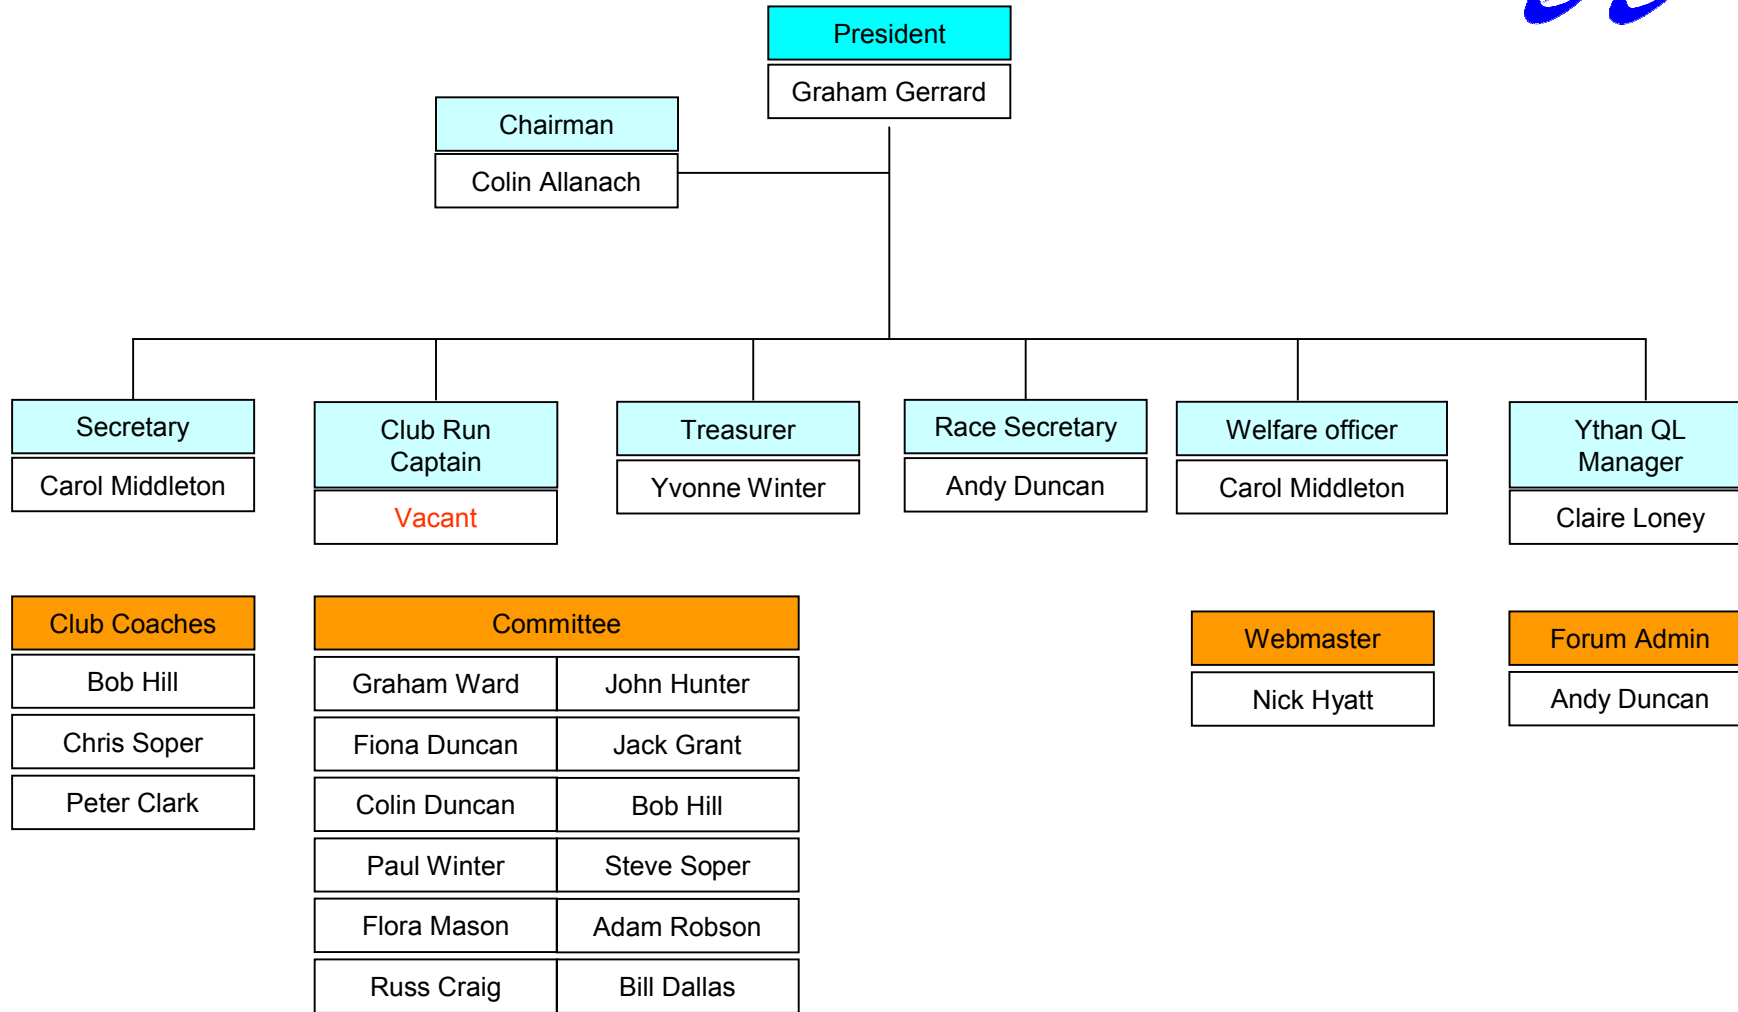 President
Graham Gerrard
Chairman
Colin Allanach
Secretary
Carol Middleton
Club Run
Captain
Vacant
Treasurer
Yvonne Winter
Race Secretary
Andy Duncan
Welfare officer
Carol Middleton
Ythan QL
Manager
Claire Loney
Club Coaches
Bob Hill
Chris Soper
Peter Clark
Committee
Graham Ward
John Hunter
Fiona Duncan
Jack Grant
Colin Duncan
Bob Hill
Paul Winter
Steve Soper
Flora Mason
Adam Robson
Russ Craig
Bill Dallas
Webmaster
Nick Hyatt
Forum Admin
Andy Duncan